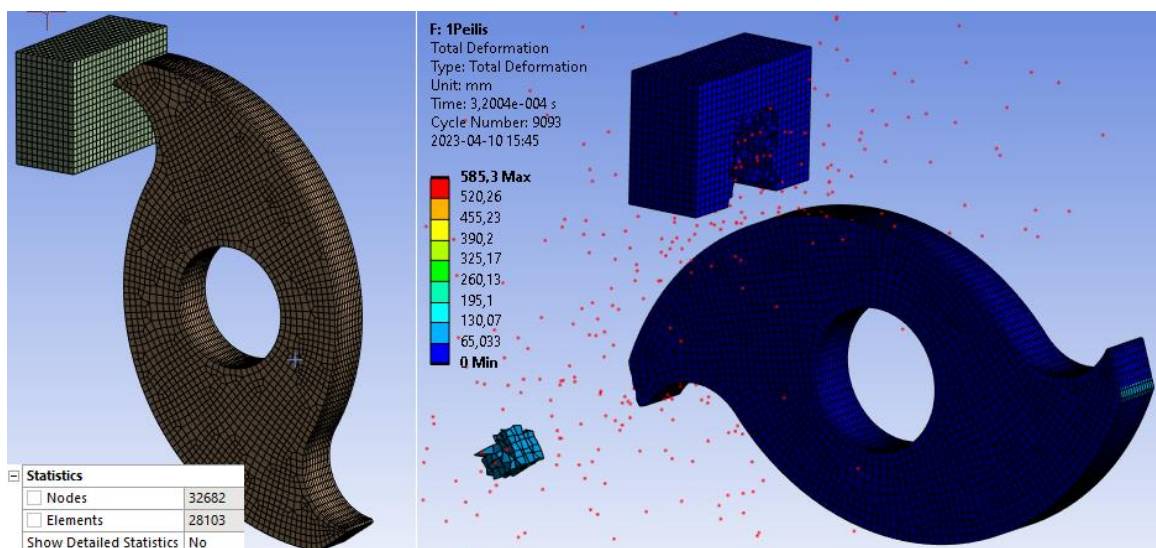 F: 1Peilis
Total Deformation
Type: Total Deformation
Unit: mm
Time: 3,2004e-004 s
Cycle Number: 9093
2023-04-10 15:45
585,3 Max
520,26
455,23
390,2
325,17
260,13
195,1
130,07
65,033
0 Min
Statistics
Nodes 32682
Elements 28103
Show Detailed Statistics No